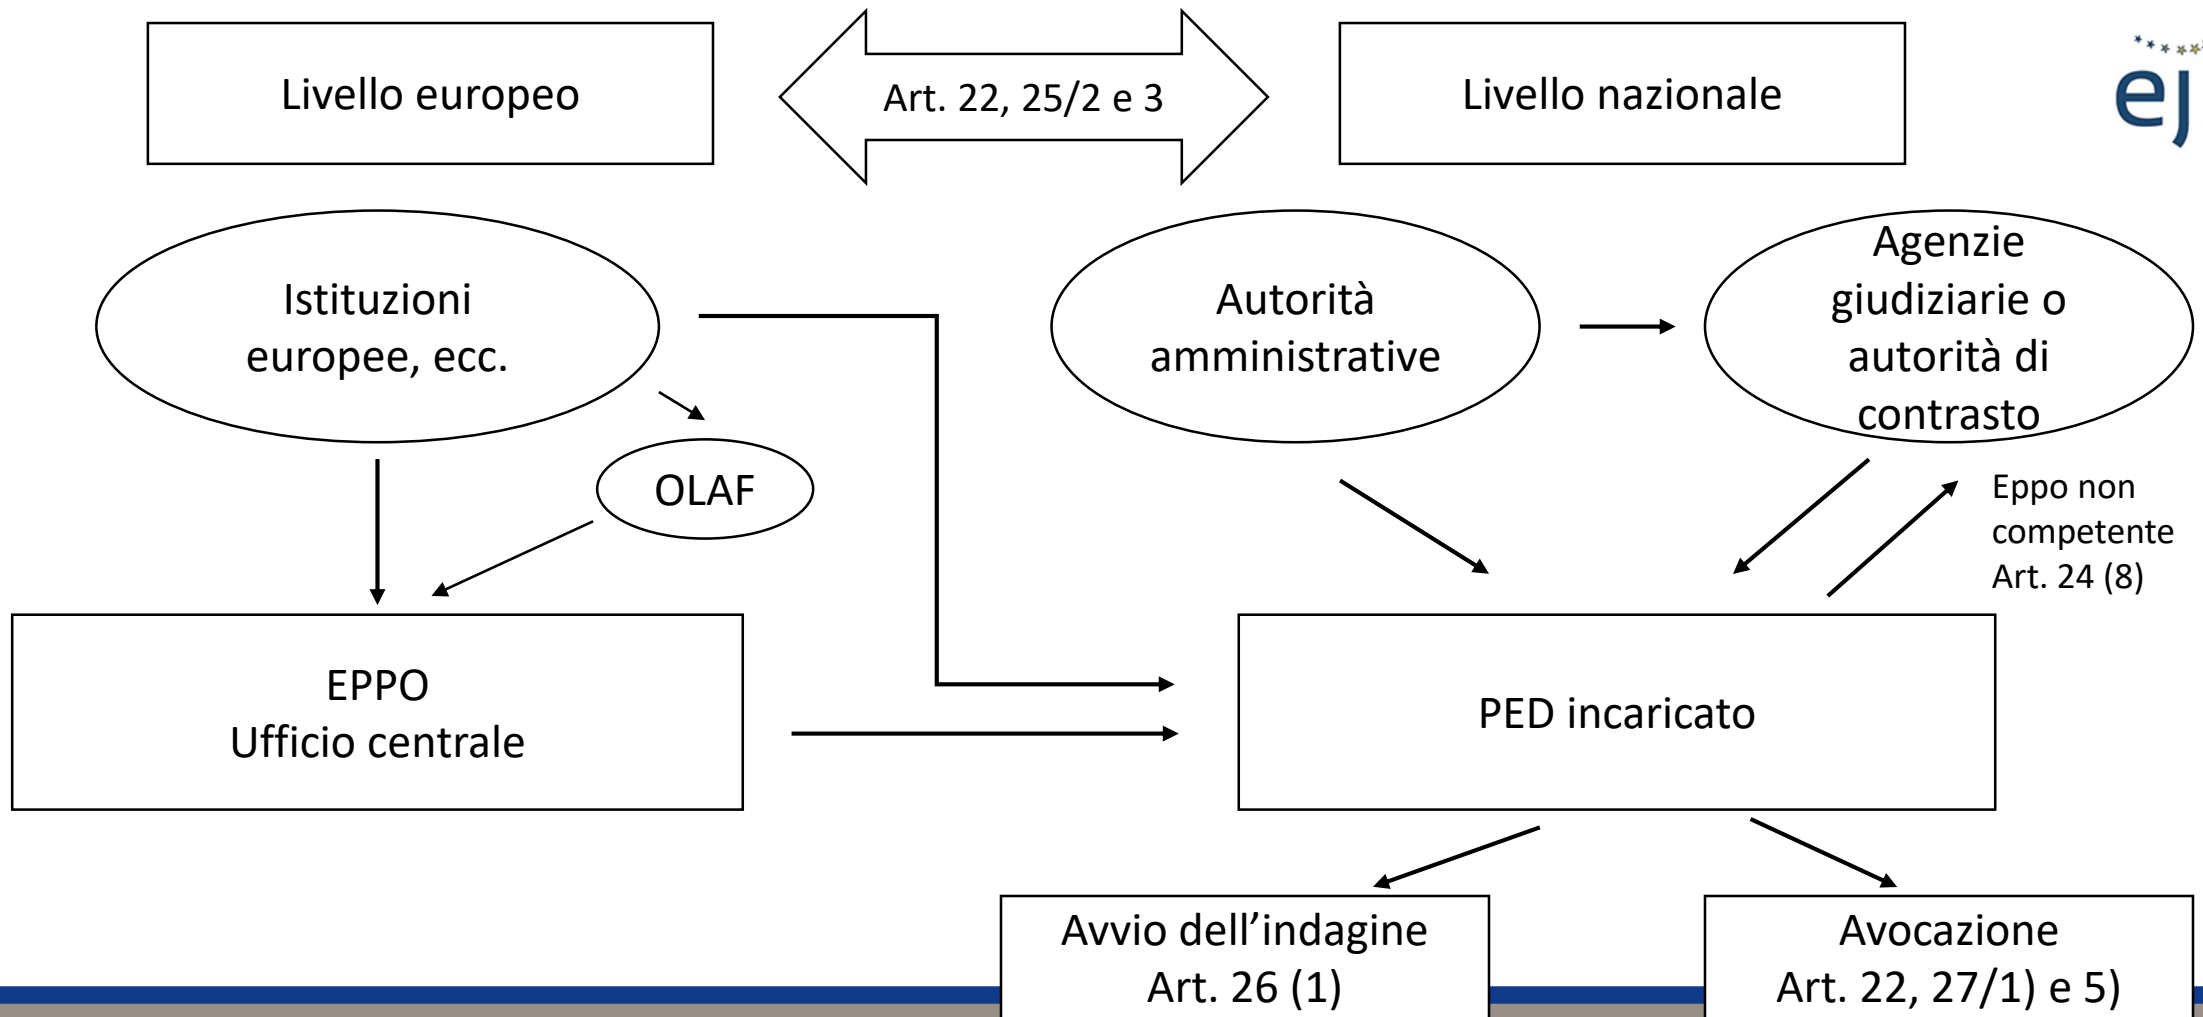 Livello europeo
Art. 22, 25/2 e 3
Livello nazionale
ej
Istituzioni
europee, ecc.
Autorità
amministrative
Agenzie
giudiziarie o
autorità di
contrasto
OLAF
Eppo non
competente
Art. 24 (8)
EPPO
Ufficio centrale
PED incaricato
Avvio dell’indagine
Art. 26 (1)
Avocazione
Art. 22, 27/1) e 5)